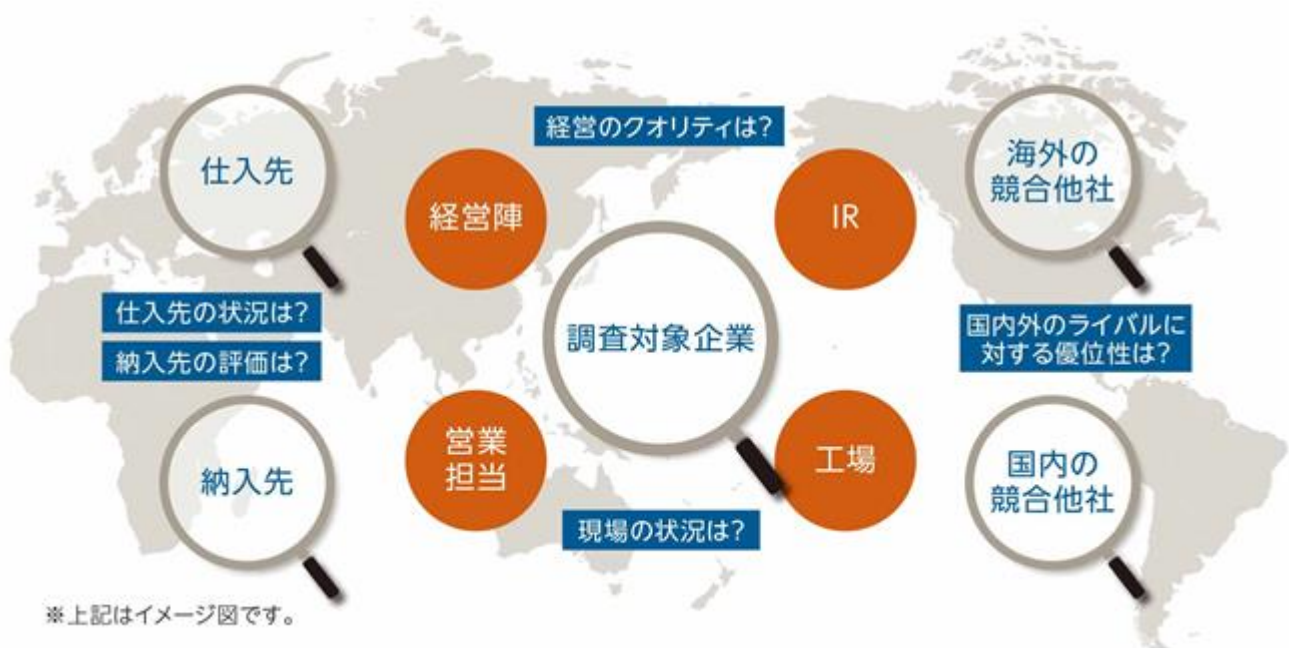 経営のクオリティは?
仕入先
経営陣
IR
海外の
競合他社
仕入先の状況は?
納入先の評価は?
調査対象企業
国内外のライバルに
対する優位性は?
納入先
営業
担当
工場
国内の
競合他社
現場の状況は?
※上記はイメージ図です。